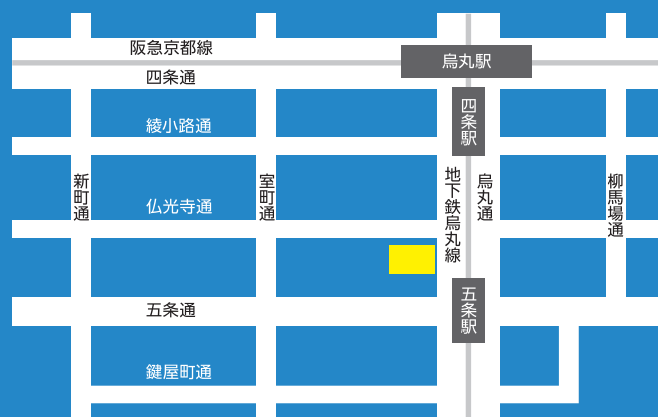 阪急京都線
烏丸駅
四条通
四条駅
綾小路通
新町通
室町通
地下鉄烏丸線
烏丸通
柳馬場通
仏光寺通
五条駅
五条通
鍵屋町通